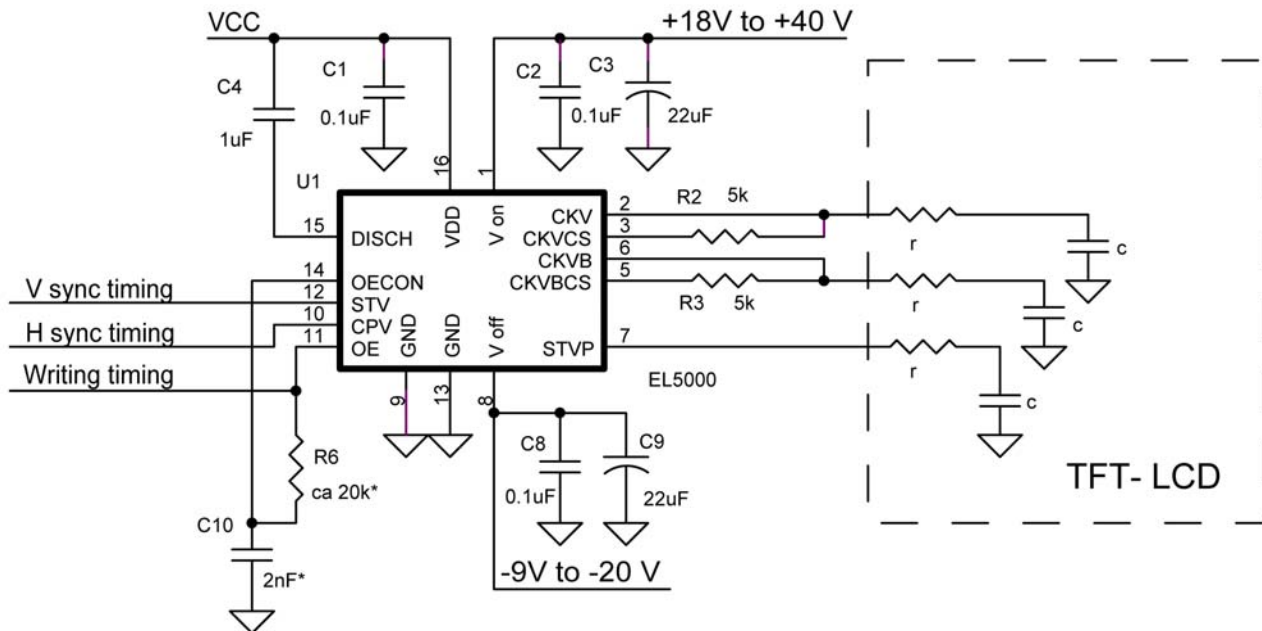 VCC
+18V to +40 V
C4
1uF
C1
0.1uF
C2
0.1uF
C3
22uF
U1
16
1
15
DISCH
VDD
V on
CKV
2
R2
5k
CKVCS
3
CKVB
6
CKVBCS
5
R3
5k
r
c
r
c
V sync timing
14
OECON
12
STV
H sync timing
10
CPV
11
OE
Writing timing
GND
GND
V off
STVP
7
r
c
9
13
8
EL5000
R6
ca 20k*
C8
0.1uF
C9
22uF
TFT- LCD
C10
2nF*
-9V to -20 V